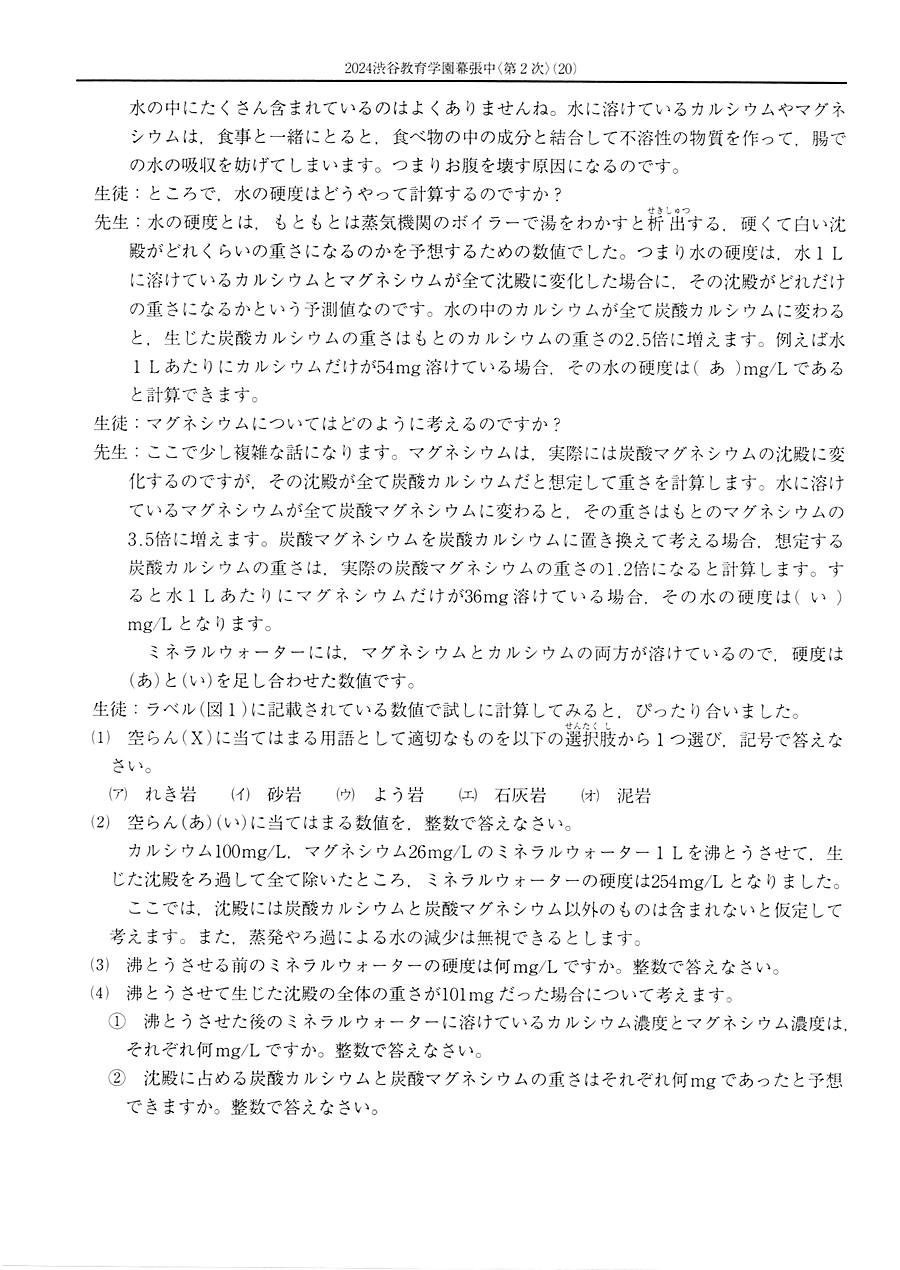 2024渋谷教育学園幕張中〈第2次〉(20)
水の中にたくさん含まれているのはよくありませんね。水に溶けているカルシウムやマグネ
シウムは，食事と一緒にとると，食べ物の中の成分と結合して不溶性の物質を作って，腸で
の水の吸収を妨げてしまいます。つまりお腹を壊す原因になるのです。
生徒：ところで，水の硬度はどうやって計算するのですか？
せきしゅつ
先生：水の硬度とは，もともとは蒸気機関のボイラーで湯をわかすと析出する，硬くて白い沈
殿がどれくらいの重さになるのかを予想するための数値でした。つまり水の硬度は，水1L
に溶けているカルシウムとマグネシウムが全て沈殿に変化した場合に，その沈殿がどれだけ
の重さになるかという予測値なのです。水の中のカルシウムが全て炭酸カルシウムに変わる
と，生じた炭酸カルシウムの重さはもとのカルシウムの重さの2.5倍に増えます。例えば水
1Lあたりにカルシウムだけが54mg溶けている場合，その水の硬度は( あ )mg/Lである
と計算できます。
生徒：マグネシウムについてはどのように考えるのですか？
先生：ここで少し複雑な話になります。マグネシウムは，実際には炭酸マグネシウムの沈殿に変
化するのですが，その沈殿が全て炭酸カルシウムだと想定して重さを計算します。水に溶け
ているマグネシウムが全て炭酸マグネシウムに変わると，その重さはもとのマグネシウムの
3.5倍に増えます。炭酸マグネシウムを炭酸カルシウムに置き換えて考える場合，想定する
炭酸カルシウムの重さは，実際の炭酸マグネシウムの重さの1.2倍になると計算します。す
ると水1Lあたりにマグネシウムだけが36mg溶けている場合，その水の硬度は( い )
mg/Lとなります。
ミネラルウォーターには，マグネシウムとカルシウムの両方が溶けているので，硬度は
(あ)と(い)を足し合わせた数値です。
生徒：ラベル(図1)に記載されている数値で試しに計算してみると，ぴったり合いました。
せんたくし
(1) 空らん(X)に当てはまる用語として適切なものを以下の選択肢から1つ選び，記号で答えな
さい。
(ア) れき岩 (イ) 砂岩 (ウ) よう岩 (エ) 石灰岩 (オ) 泥岩
(2) 空らん(あ)(い)に当てはまる数値を，整数で答えなさい。
カルシウム100mg/L，マグネシウム26mg/Lのミネラルウォーター1Lを沸とうさせて，生
じた沈殿をろ過して全て除いたところ，ミネラルウォーターの硬度は254mg/Lとなりました。
ここでは，沈殿には炭酸カルシウムと炭酸マグネシウム以外のものは含まれないと仮定して
考えます。また，蒸発やろ過による水の減少は無視できるとします。
(3) 沸とうさせる前のミネラルウォーターの硬度は何mg/Lですか。整数で答えなさい。
(4) 沸とうさせて生じた沈殿の全体の重さが101mgだった場合について考えます。
① 沸とうさせた後のミネラルウォーターに溶けているカルシウム濃度とマグネシウム濃度は，
それぞれ何mg/Lですか。整数で答えなさい。
② 沈殿に占める炭酸カルシウムと炭酸マグネシウムの重さはそれぞれ何mgであったと予想
できますか。整数で答えなさい。